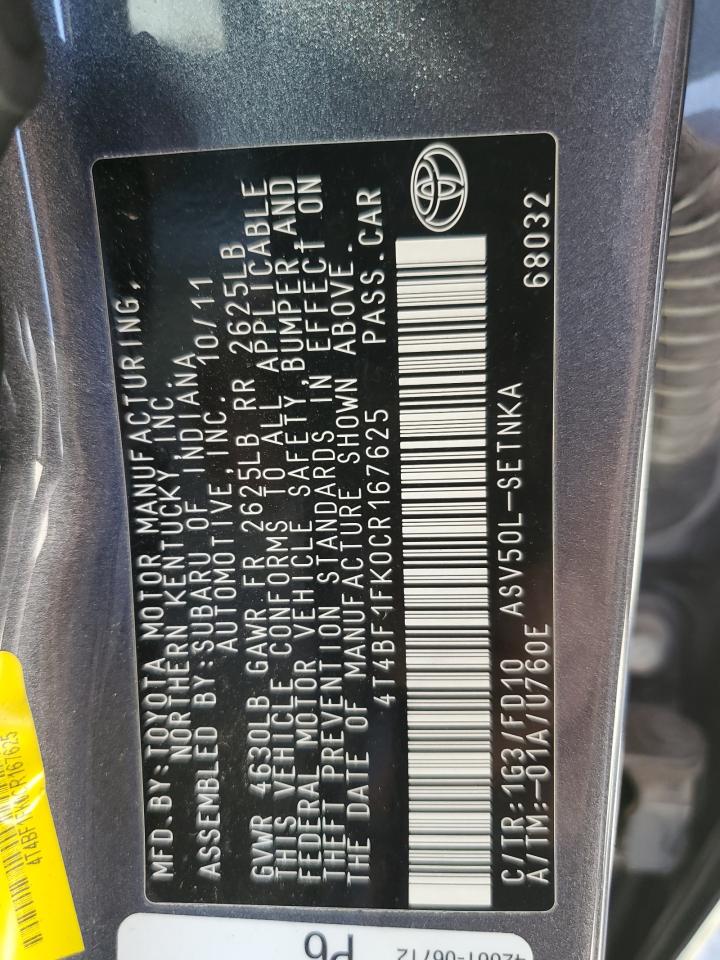 MFD. BY: TOYOTA MOTOR MANUFACTURING,
NORTHERN KENTUCKY, INC.
ASSEMBLED BY: SUBARU OF INDIANA
AUTOMOTIVE, INC. 10/11
GVWR 4630LB GAWR FR 2625LB RR 2625LB
THIS VEHICLE CONFORMS TO ALL APPLICABLE
FEDERAL MOTOR VEHICLE SAFETY, BUMPER AND
THEFT PREVENTION STANDARDS IN EFFECT ON
THE DATE OF MANUFACTURE SHOWN ABOVE.
4T4BF1FK0CR167625 PASS. CAR
68032
C/TR: 1G3/FD10 ASV50L-SETNKA
A/TM: -01A/U760E
4T4BF1FK0CR167625
P6
42661-06712